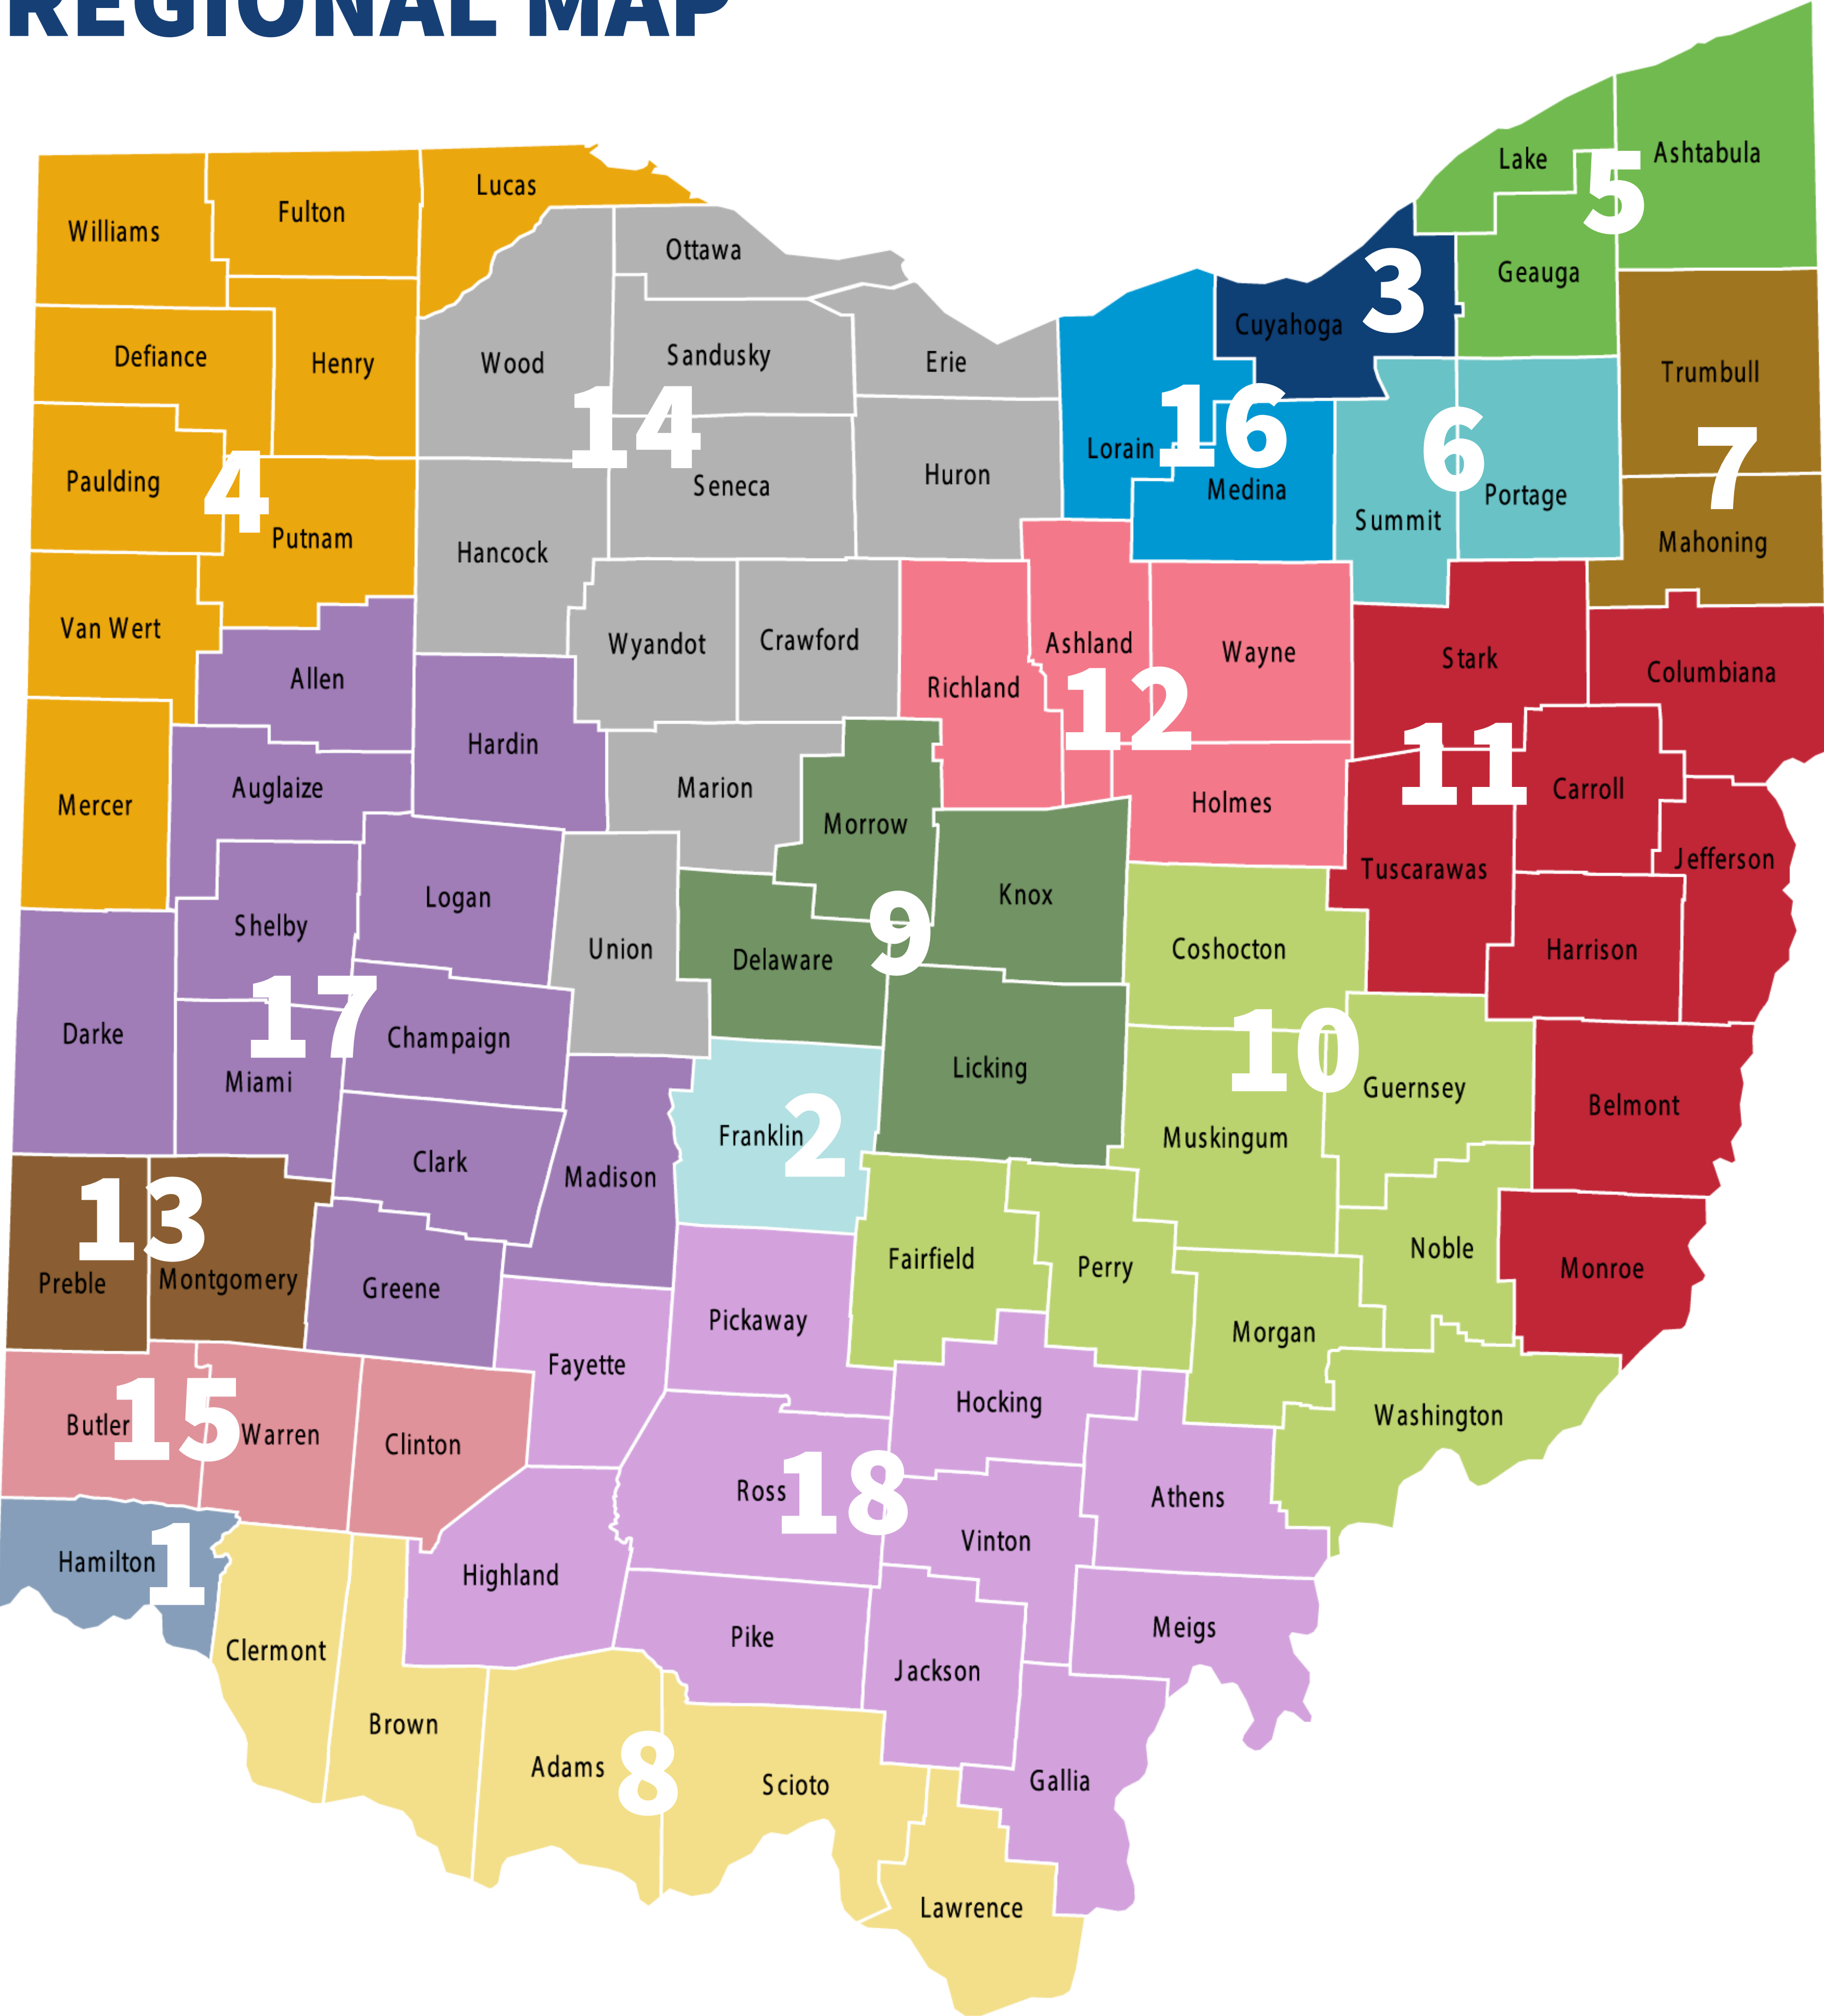 REGIONAL MAP
Williams
Fulton
Lucas
Ottawa
Lake
Ashtabula
5
Geauga
3
Cuyahoga
Defiance
Henry
Wood
Sandusky
Erie
Trumbull
14
16
Lorain
Medina
6
Summit
Portage
7
Mahoning
Paulding
4
Putnam
Seneca
Huron
Hancock
Van Wert
Wyandot
Crawford
Ashland
Wayne
Stark
Columbiana
Allen
Richland
12
11
Hardin
Mercer
Auglaize
Marion
Morrow
Holmes
Carroll
Jefferson
Tuscarawas
Logan
Knox
9
Shelby
Union
Delaware
Coshocton
Harrison
17
Darke
Champaign
Miami
Licking
10
Guernsey
Belmont
Franklin
2
Muskingum
Clark
Madison
13
Preble
Montgomery
Greene
Fairfield
Perry
Noble
Monroe
Pickaway
Morgan
Fayette
Hocking
Washington
Butler
15
Warren
Clinton
Ross
18
Athens
Vinton
Hamilton
1
Highland
Clermont
Pike
Meigs
Jackson
Brown
Adams
8
Scioto
Gallia
Lawrence